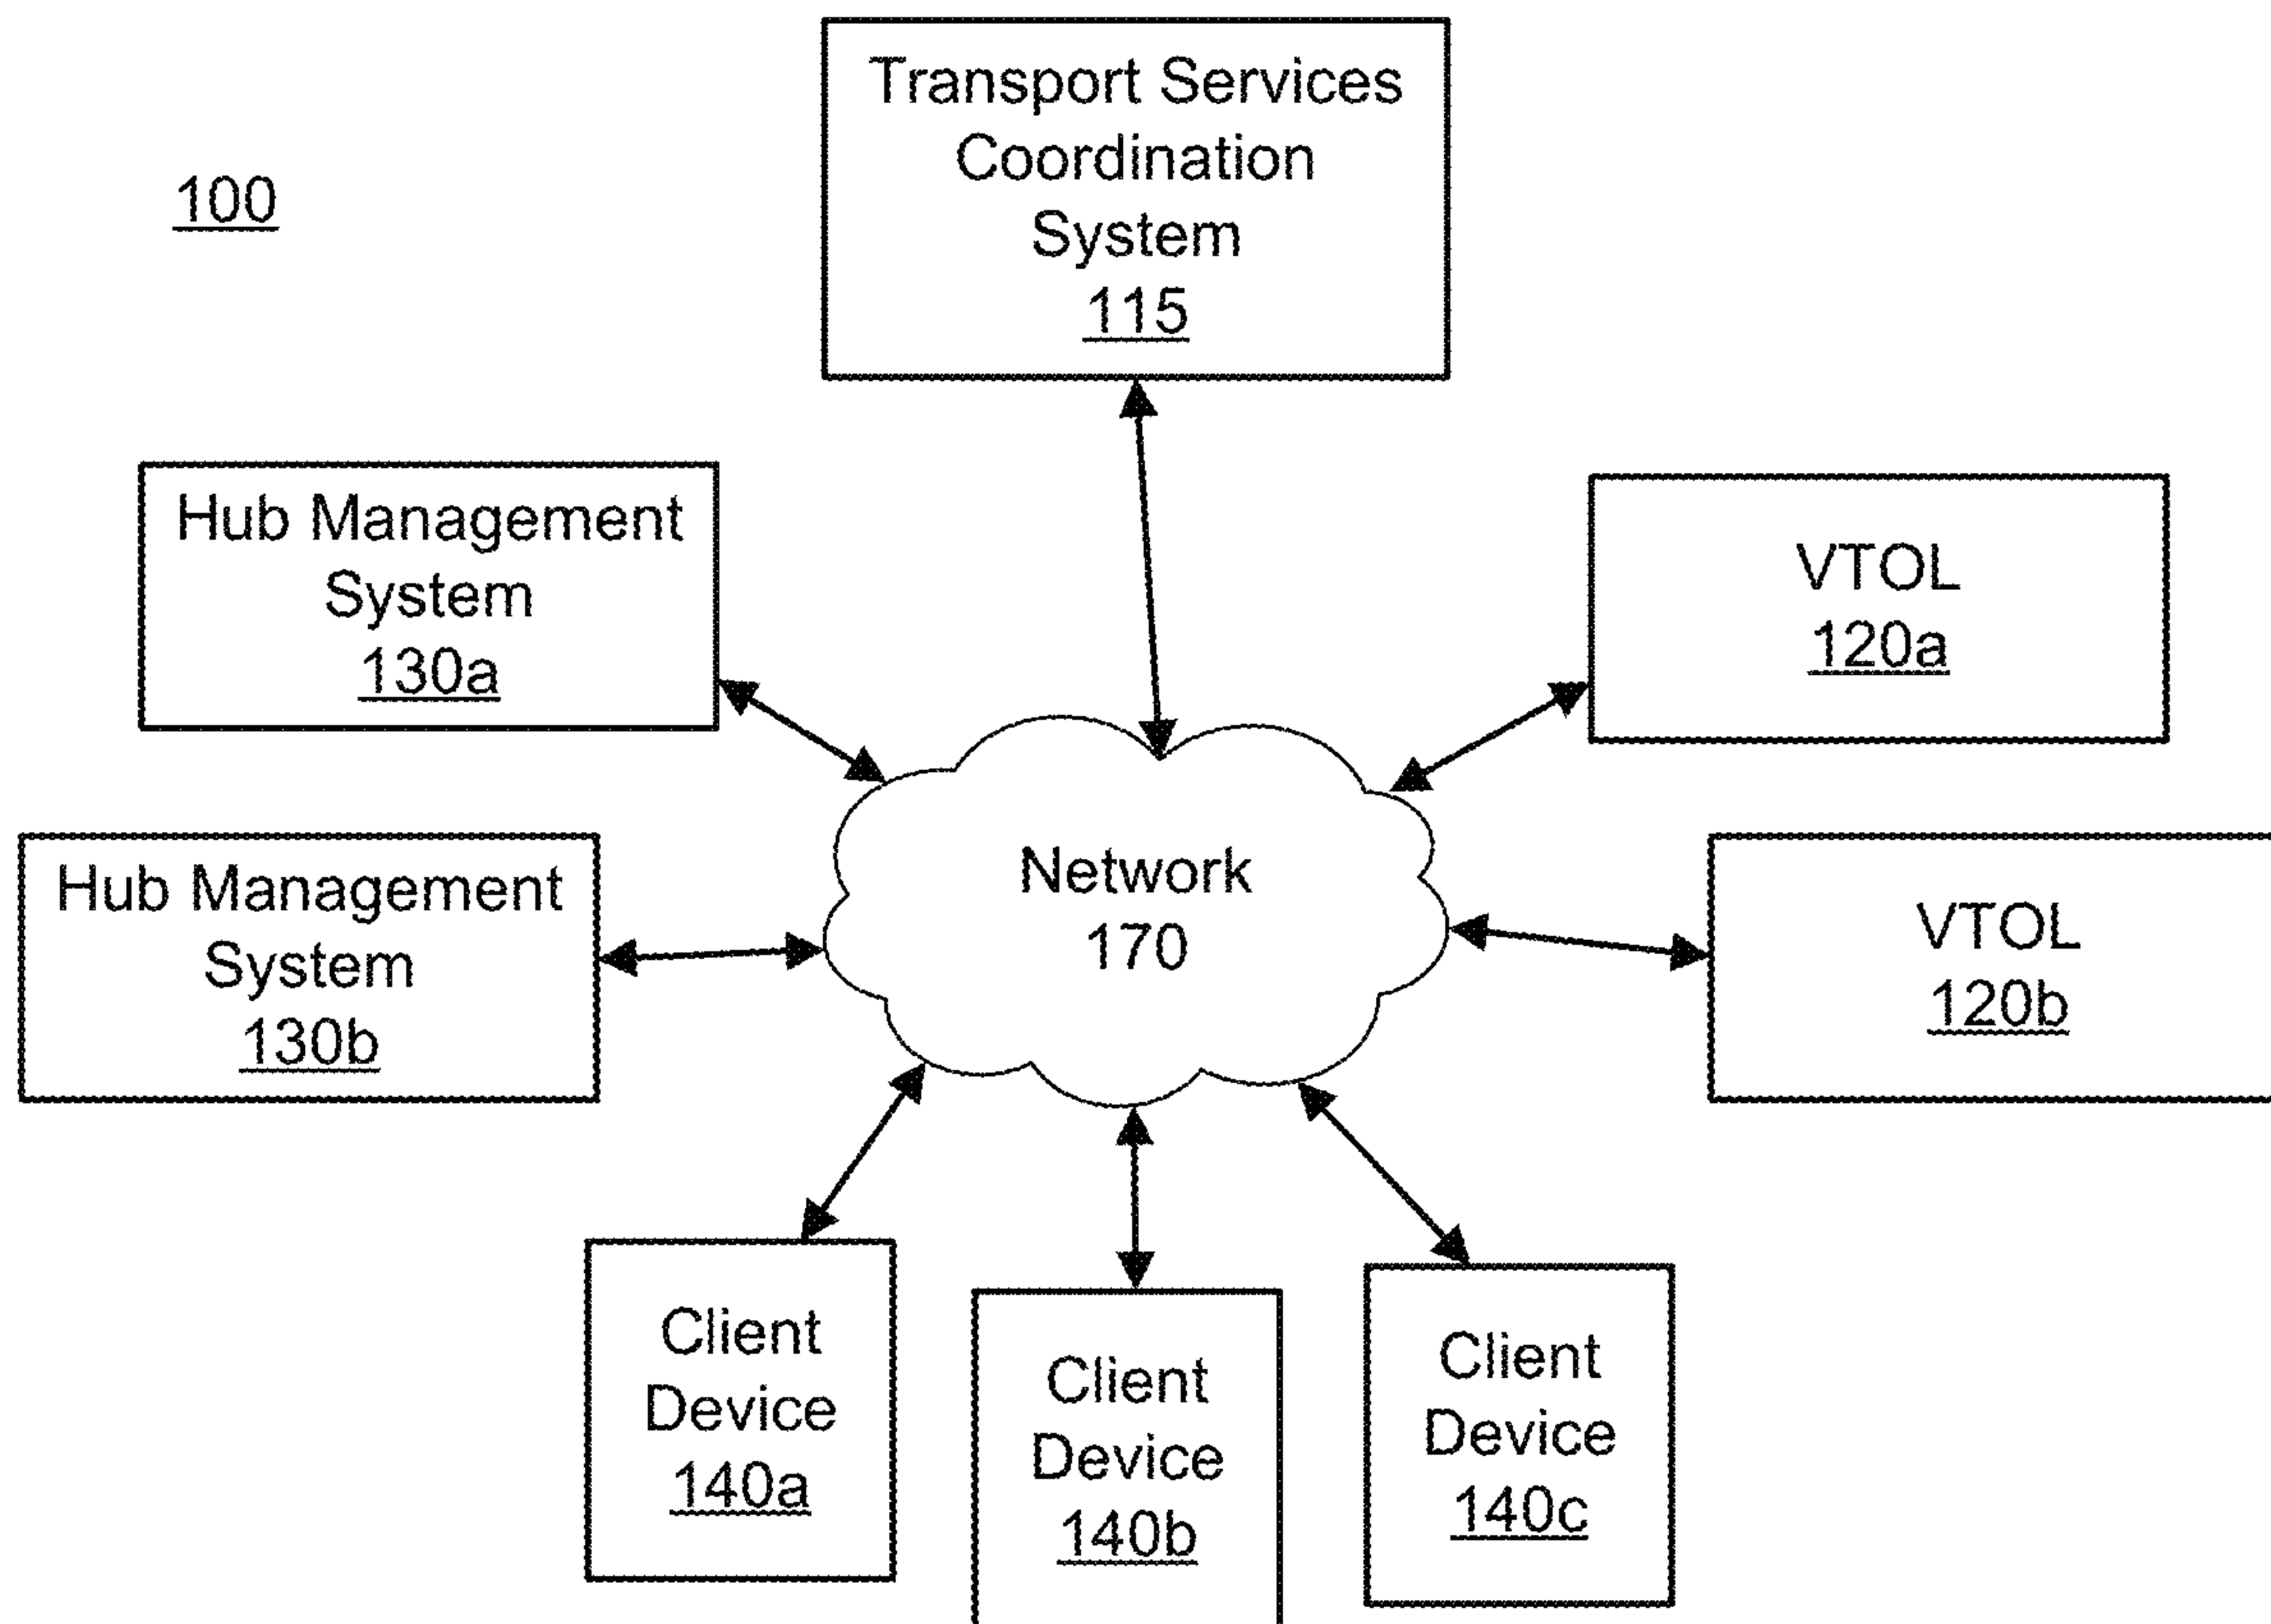 Transport Services
Coordination
System
115
100
Hub Management
System
130a
VTOL
120a
Network
170
Hub Management
System
130b
VTOL
120b
Client
Device
140a
Client
Device
140b
Client
Device
140c